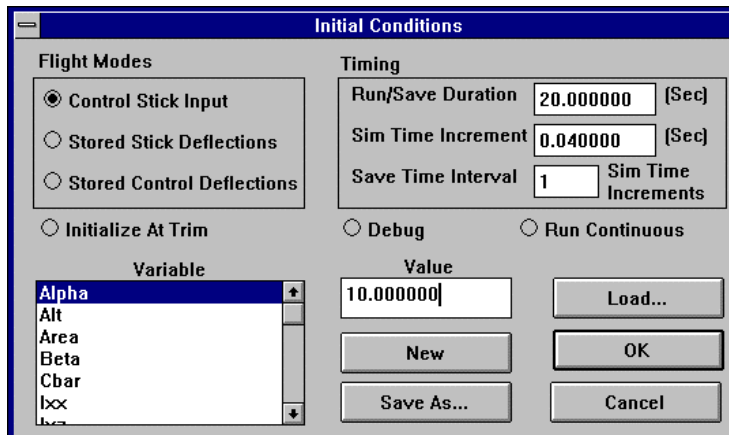 Initial Conditions
Flight Modes
Control Stick Input
Stored Stick Deflections
Stored Control Deflections
Timing
Run/Save Duration 20.000000 (Sec)
Sim Time Increment 0.040000 (Sec)
Save Time Interval 1 Sim Time
Increments
Initialize At Trim
Debug
Run Continuous
Variable
Alpha
Alt
Area
Beta
Cbar
Ixx
Ixz
Value
10.000000
New
Save As...
Load...
OK
Cancel